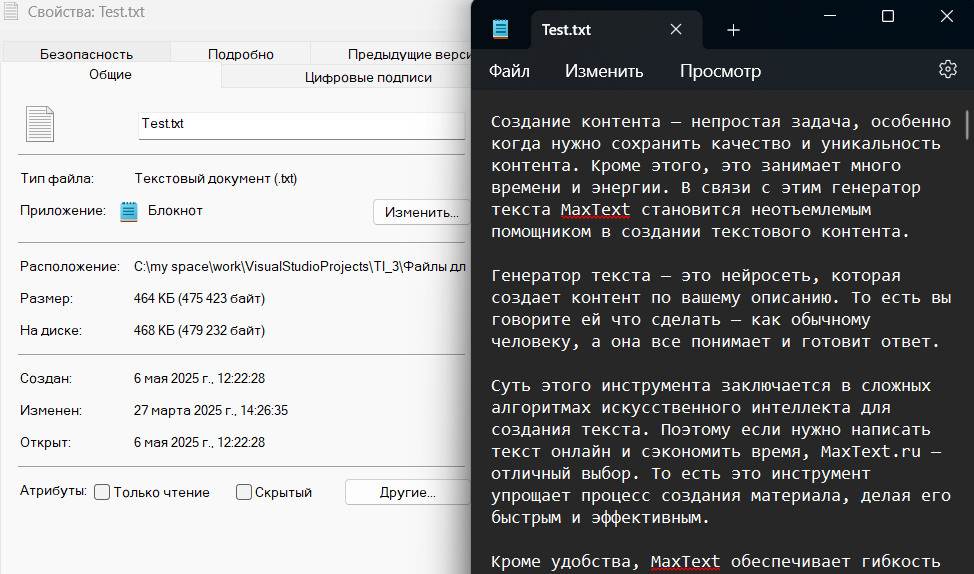 Свойства: Test.txt
Безопасность
Подробно
Предыдущие верси
Общие
Цифровые подписи
Test.txt
Тип файла:
Текстовый документ (.txt)
Приложение:
Блокнот
Изменить...
Расположение:
C:\my space\work\VisualStudioProjects\TI_3\Файлы дл
Размер:
464 КБ (475 423 байт)
На диске:
468 КБ (479 232 байт)
Создан:
6 мая 2025 г., 12:22:28
Изменен:
27 марта 2025 г., 14:26:35
Открыт:
6 мая 2025 г., 12:22:28
Атрибуты:
Только чтение
Скрытый
Другие...
Test.txt
Файл
Изменить
Просмотр
Создание контента — непростая задача, особенно
когда нужно сохранить качество и уникальность
контента. Кроме этого, это занимает много
времени и энергии. В связи с этим генератор
текста MaxText становится неотъемлемым
помощником в создании текстового контента.
Генератор текста — это нейросеть, которая
создает контент по вашему описанию. То есть вы
говорите ей что сделать — как обычному
человеку, а она все понимает и готовит ответ.
Суть этого инструмента заключается в сложных
алгоритмах искусственного интеллекта для
создания текста. Поэтому если нужно написать
текст онлайн и сэкономить время, MaxText.ru —
отличный выбор. То есть это инструмент
упрощает процесс создания материала, делая его
быстрым и эффективным.
Кроме удобства, MaxText обеспечивает гибкость